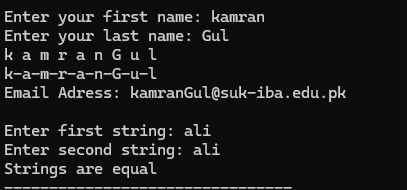 Enter your first name: kamran
Enter your last name: Gul
k a m r a n G u l
k-a-m-r-a-n-G-u-l
Email Adress: kamranGul@suk-iba.edu.pk
Enter first string: ali
Enter second string: ali
Strings are equal
--------------------------------